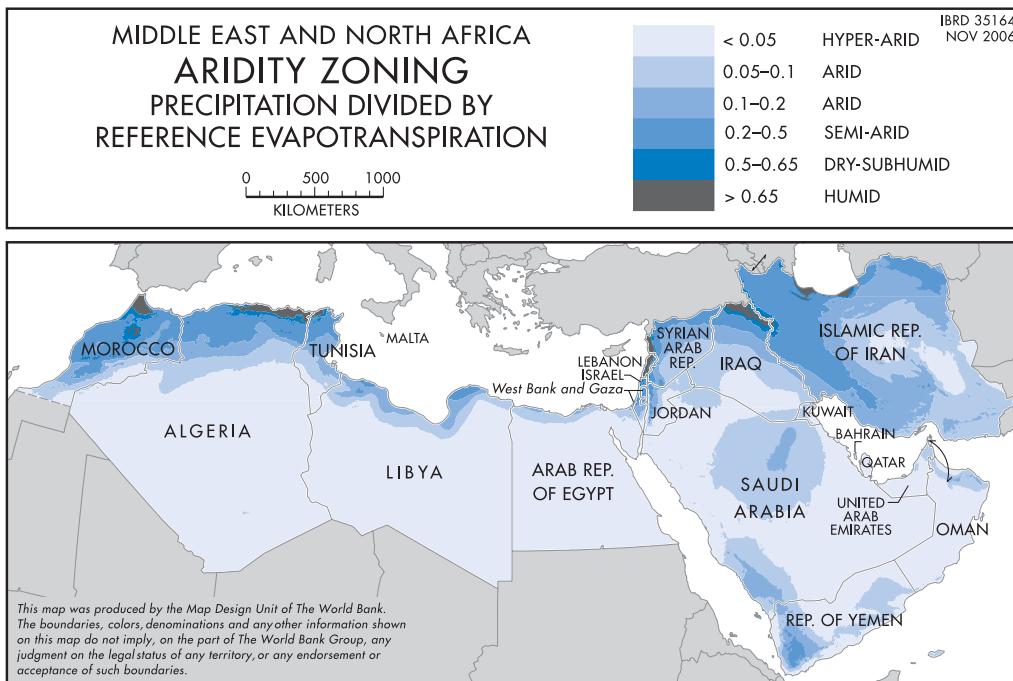 MIDDLE EAST AND NORTH AFRICA
ARIDITY ZONING
PRECIPITATION DIVIDED BY
REFERENCE EVAPOTRANSPIRATION
0 500 1000
KILOMETERS
IBRD 35164
NOV 2006
< 0.05 HYPER-ARID
0.05–0.1 ARID
0.1–0.2 ARID
0.2–0.5 SEMI-ARID
0.5–0.65 DRY-SUBHUMID
> 0.65 HUMID
MALTA
MOROCCO
TUNISIA
SYRIAN
ARAB
REP.
ISLAMIC REP.
OF IRAN
LEBANON
ISRAEL
IRAQ
West Bank and Gaza
JORDAN
KUWAIT
ALGERIA
BAHRAIN
LIBYA
ARAB REP.
OF EGYPT
QATAR
SAUDI
ARABIA
UNITED
ARAB
EMIRATES
OMAN
REP. OF YEMEN
This map was produced by the Map Design Unit of The World Bank.
The boundaries, colors, denominations and any other information shown
on this map do not imply, on the part of The World Bank Group, any
judgment on the legal status of any territory, or any endorsement or
acceptance of such boundaries.